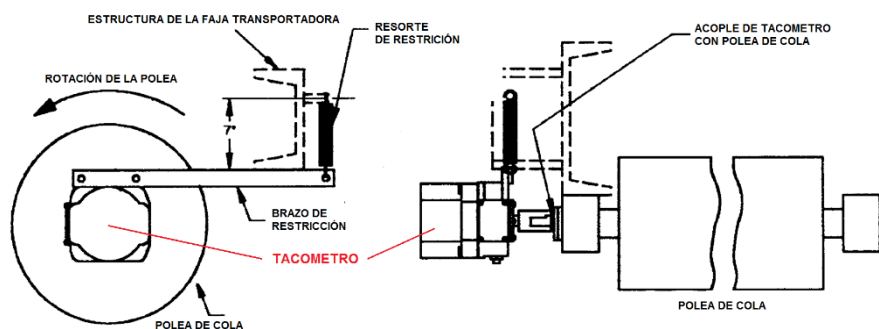 ESTRUCTURA DE LA FAJA TRANSPORTADORA
RESORTE
DE RESTRICIÓN
ROTACIÓN DE LA POLEA
7"
BRAZO DE
RESTRICCIÓN
TACOMETRO
POLEA DE COLA
ACOPLE DE TACOMETRO
CON POLEA DE COLA
POLEA DE COLA